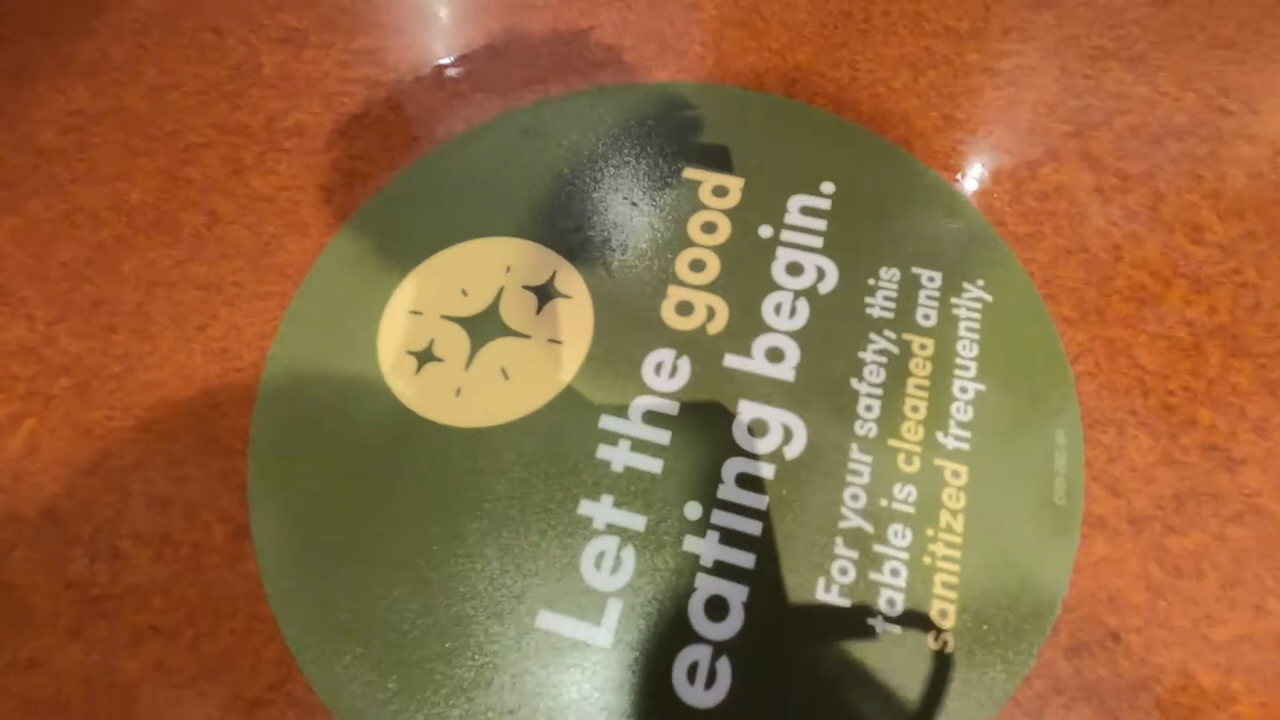 Let the good
eating begin.
For your safety, this
table is cleaned and
sanitized frequently.